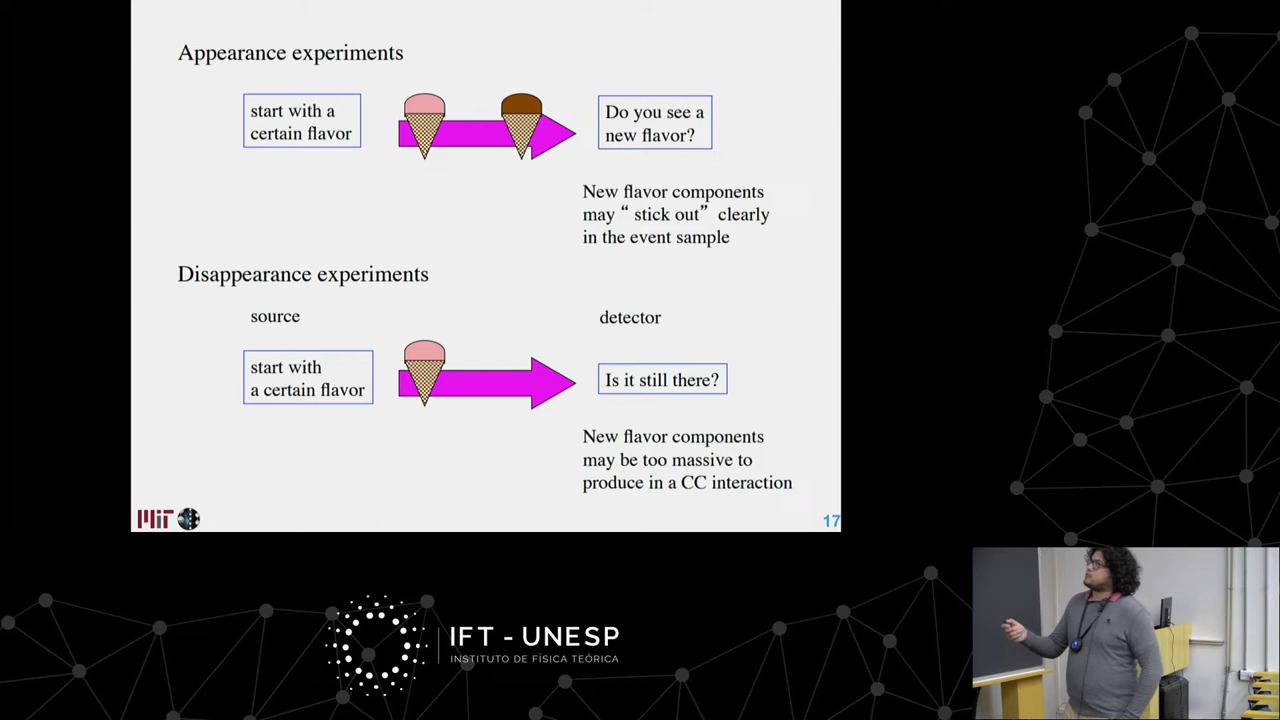 Appearance experiments
start with a
certain flavor
Do you see a
new flavor?
New flavor components
may “ stick out” clearly
in the event sample
Disappearance experiments
source
detector
start with
a certain flavor
Is it still there?
New flavor components
may be too massive to
produce in a CC interaction
MiT
17
IFT - UNESP
INSTITUTO DE FÍSICA TEÓRICA